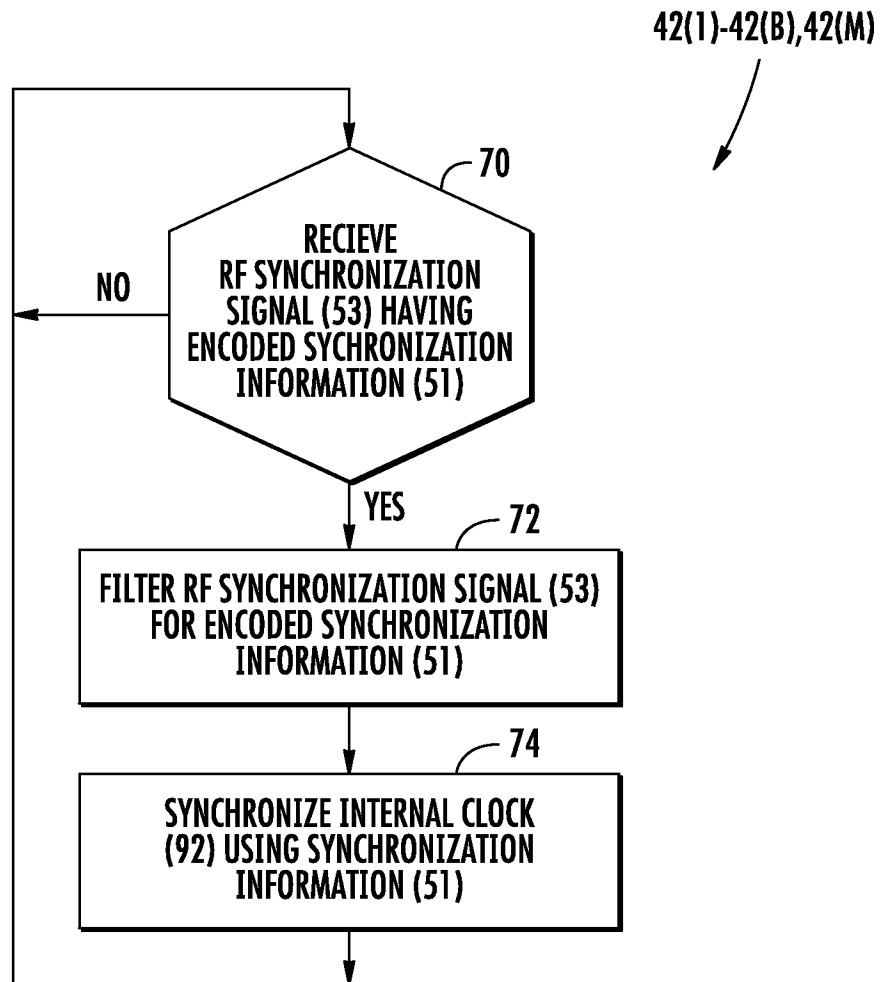 42(1)-42(B),42(M)
70
RECIEVE
RF SYNCHRONIZATION
SIGNAL (53) HAVING
ENCODED SYCHRONIZATION
INFORMATION (51)
NO
YES
72
FILTER RF SYNCHRONIZATION SIGNAL (53)
FOR ENCODED SYNCHRONIZATION
INFORMATION (51)
74
SYNCHRONIZE INTERNAL CLOCK
(92) USING SYNCHRONIZATION
INFORMATION (51)